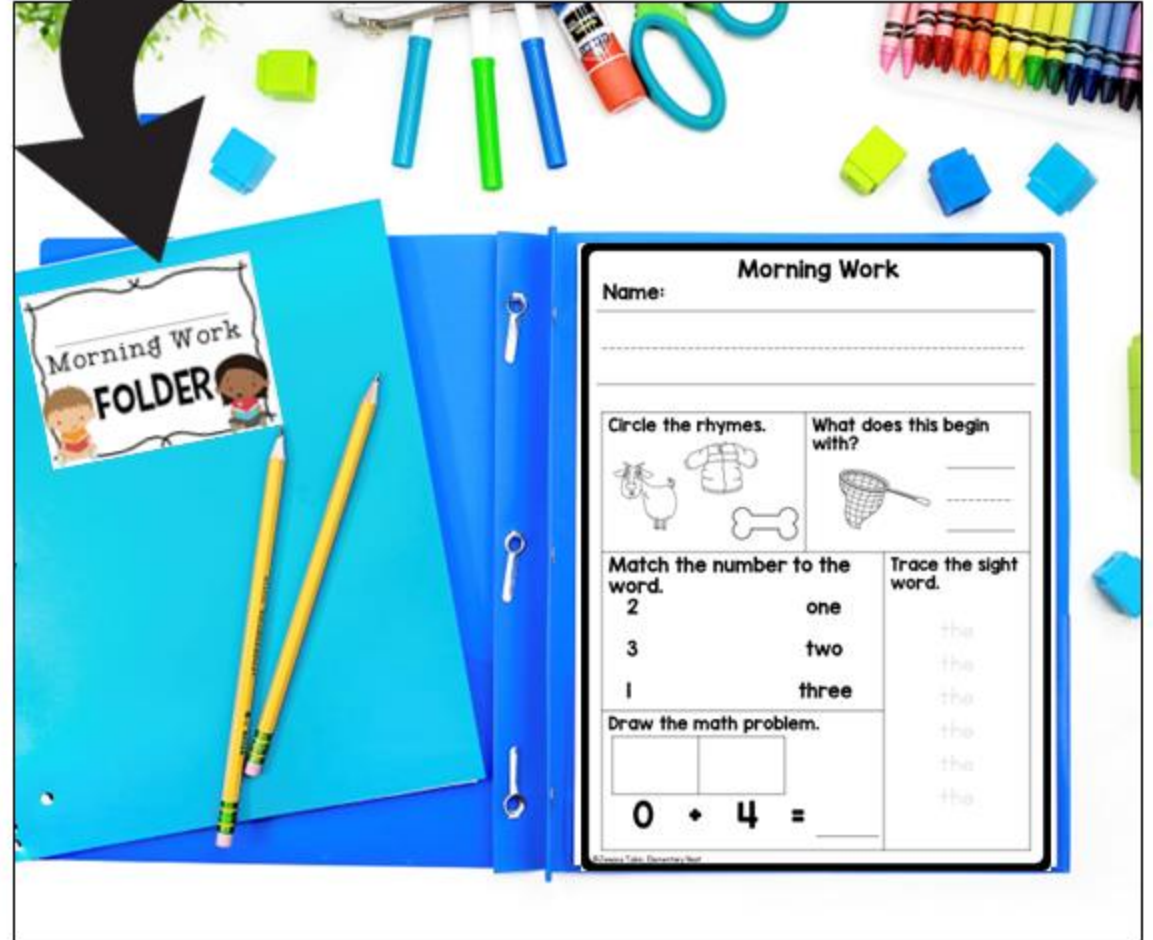 Morning Work
FOLDER
Morning Work
Name:
Circle the rhymes.
What does this begin
with?
Match the number to the
word.
2 one
3 two
1 three
Trace the sight
word.
the
the
the
the
the
the
Draw the math problem.
0 + 4 =